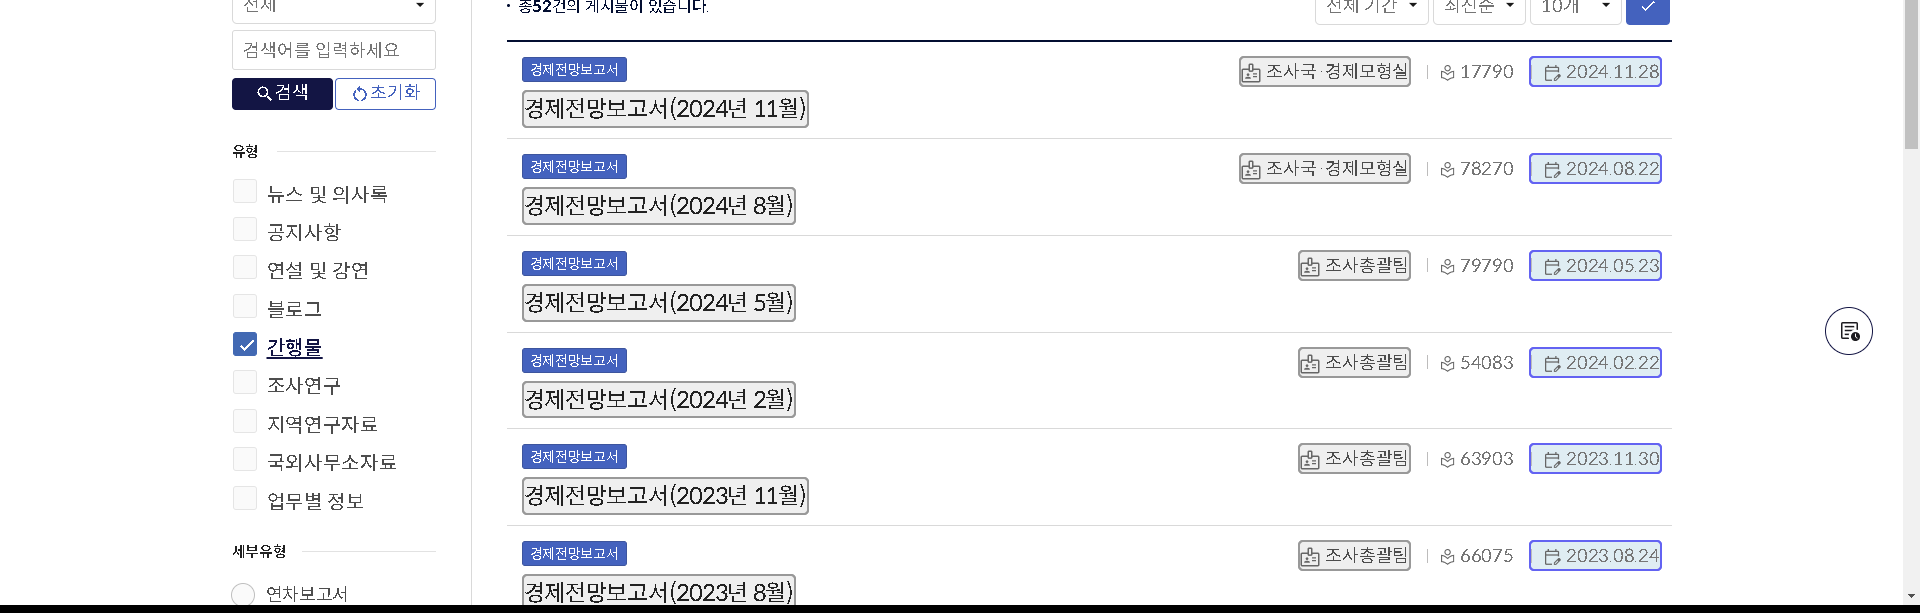 전체
검색어를 입력하세요
검색 초기화
유형
뉴스 및 의사록
공지사항
연설 및 강연
블로그
간행물
조사연구
지역연구자료
국외사무소자료
업무별 정보
세부유형
연차보고서
· 총52건의 게시물이 있습니다.
전체 기간 최신순 10개
경제전망보고서 조사국·경제모형실 17790 2024.11.28
경제전망보고서(2024년 11월)
경제전망보고서 조사국·경제모형실 78270 2024.08.22
경제전망보고서(2024년 8월)
경제전망보고서 조사총괄팀 79790 2024.05.23
경제전망보고서(2024년 5월)
경제전망보고서 조사총괄팀 54083 2024.02.22
경제전망보고서(2024년 2월)
경제전망보고서 조사총괄팀 63903 2023.11.30
경제전망보고서(2023년 11월)
경제전망보고서 조사총괄팀 66075 2023.08.24
경제전망보고서(2023년 8월)